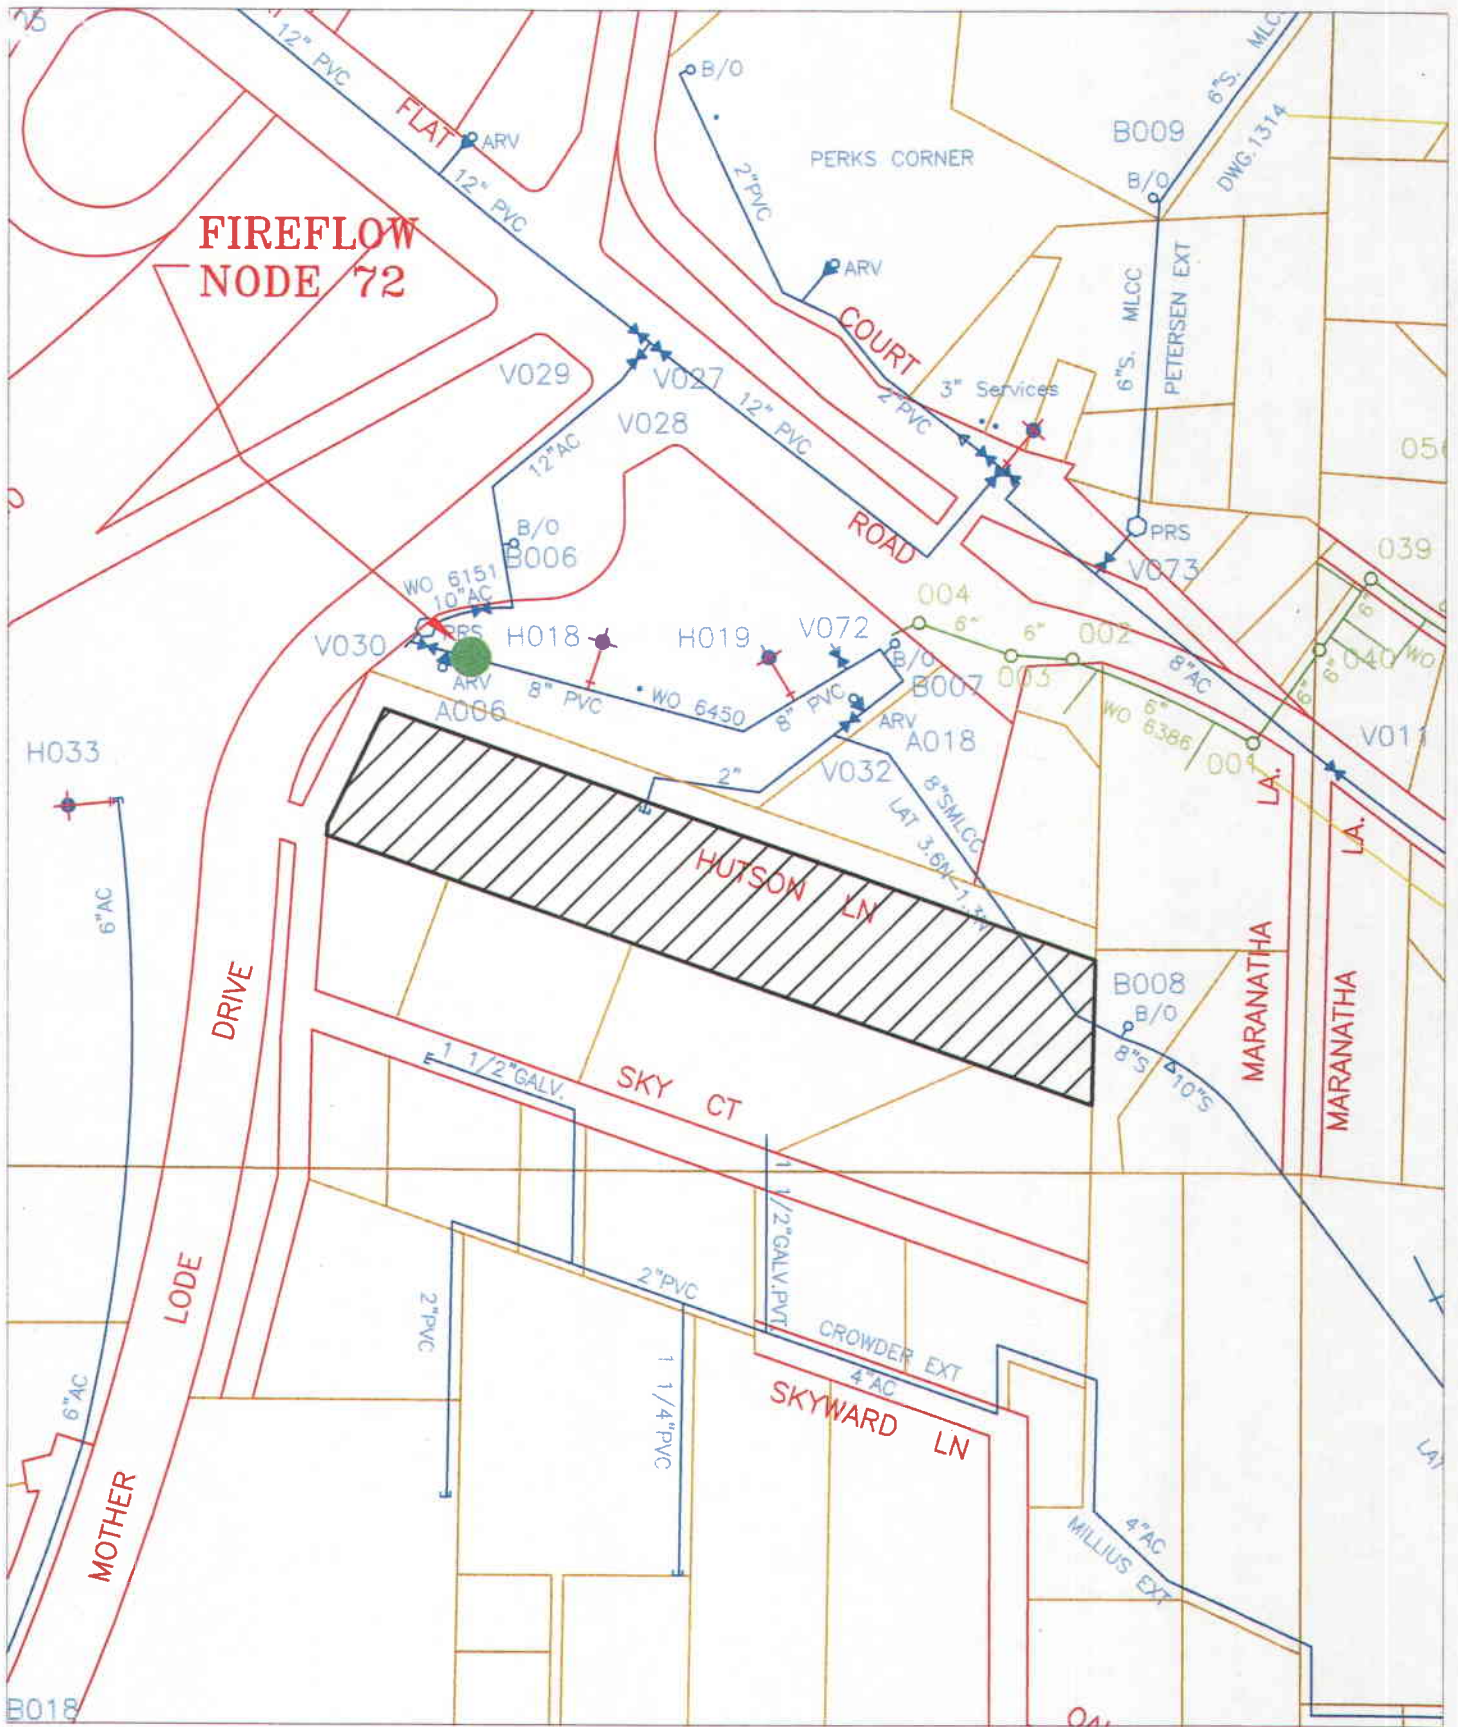 12" PVC
FLAT
ARV
12" PVC
B/O
2"PVC
PERKS CORNER
ARV
6"S. MLCC
B009
B/O
DWG. 1314
FIREFLOW
NODE 72
COURT
6"S. MLCC
PETERSEN EXT
V029
V027
V028
12" PVC
2"PVC
3" Services
12"AC
ROAD
B/O
B006
PRS
V073
039
WO 6151
10"AC
PRS
V030
H018
H019
V072
004
6"
6"
002
003
8"AC
6"
6"
6"
040
WO
B/O
B007
ARV
A006
8" PVC
WO 6450
8" PVC
ARV
A018
V032
WO 6386
6"
001
V011
H033
2"
8"SMLCC
LAT 3.6N-1.3N
LA.
LA.
HUTSON LN
6"AC
DRIVE
MARANATHA
MARANATHA
B008
B/O
8"S
10"S
1 1/2"GALV.
SKY CT
1 1/2"GALV.PVT.
LODE
2"PVC
2"PVC
CROWDER EXT
4"AC
1 1/4"PVC
SKYWARD LN
6"AC
MOTHER
4"AC
MILLIUS EXT
B018